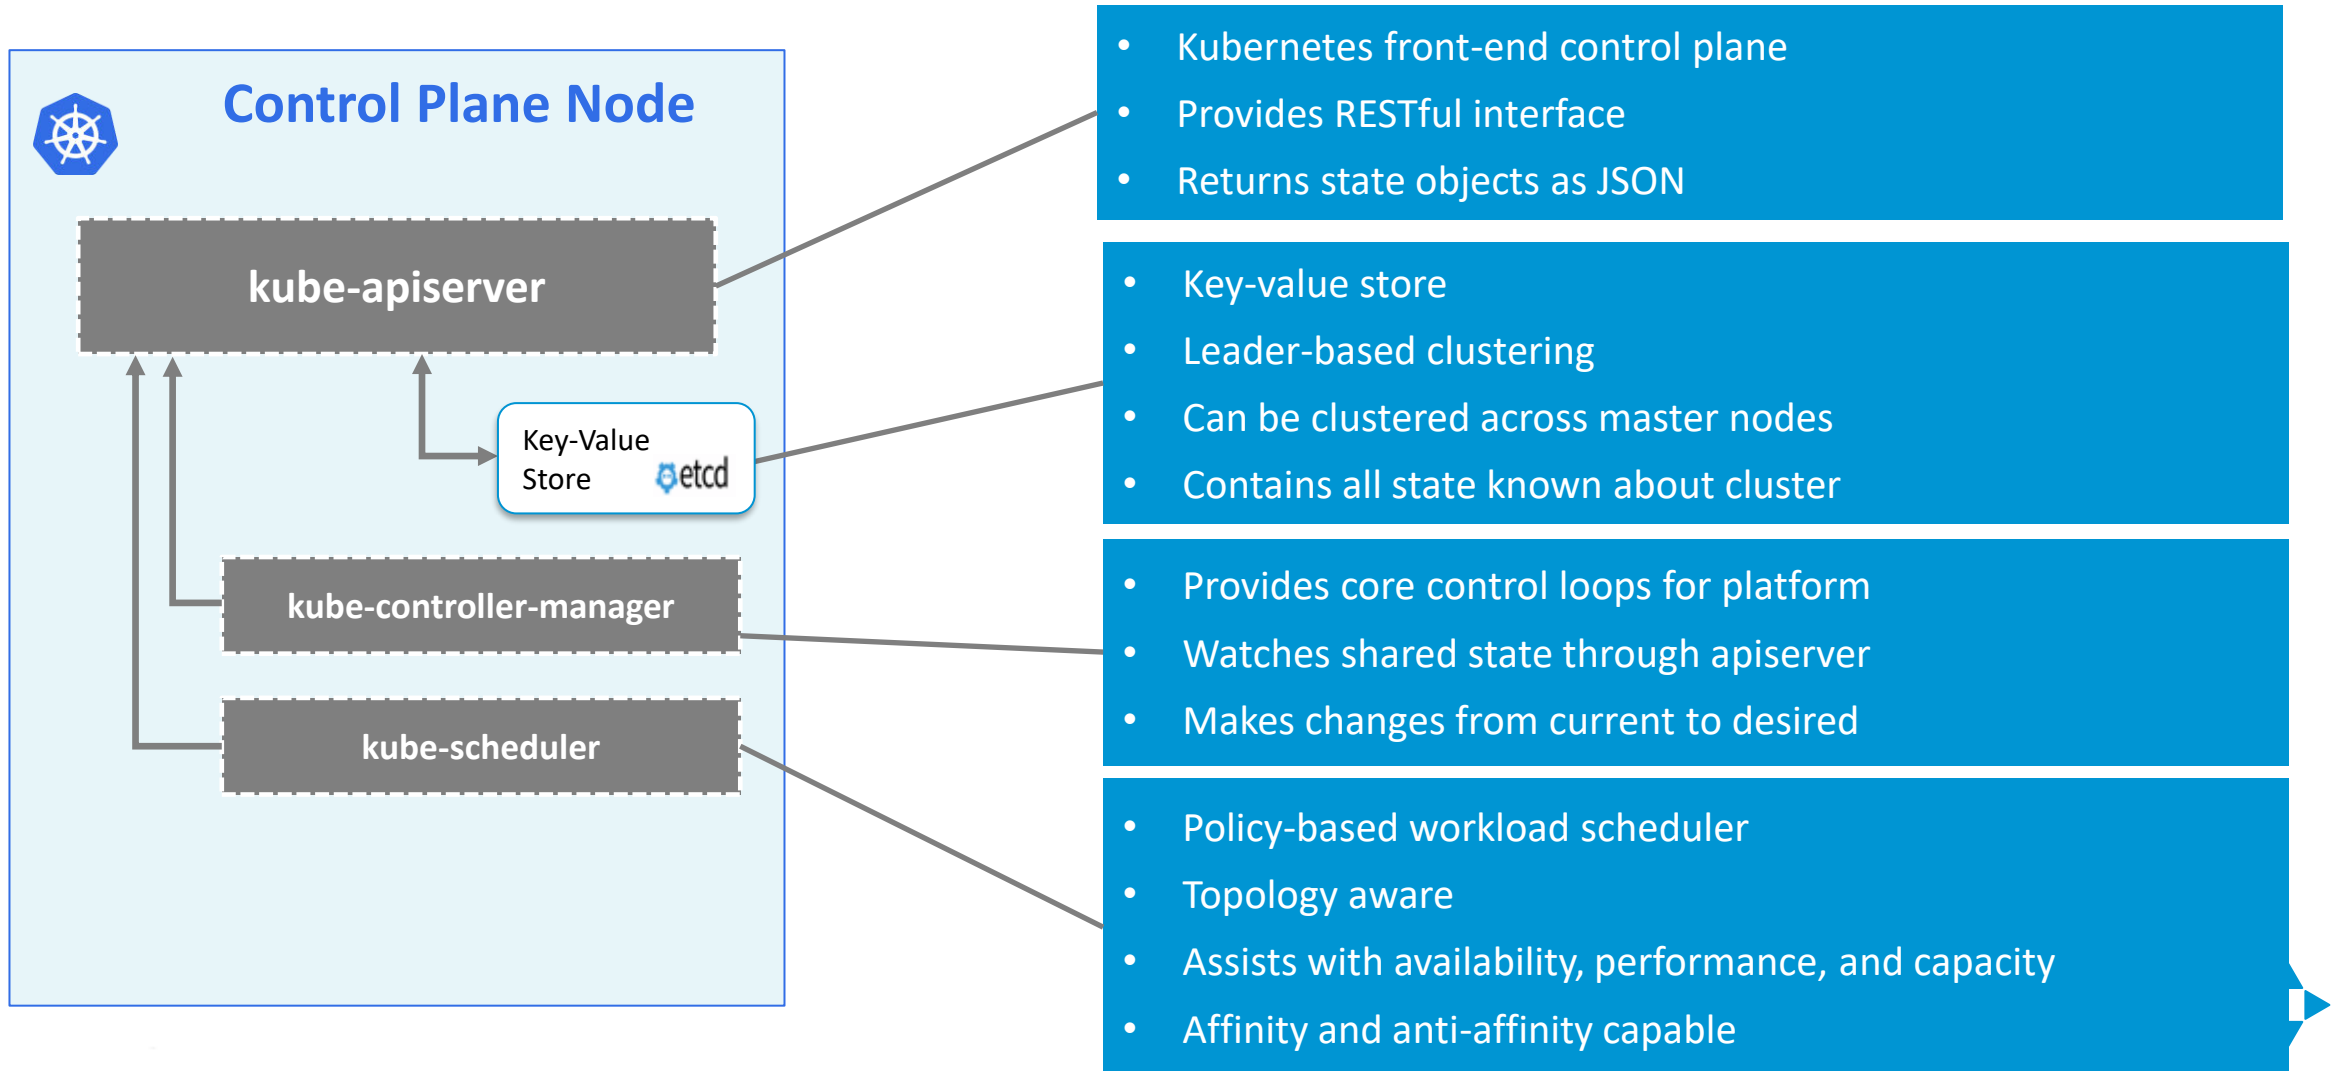 Control Plane Node
kube-apiserver
Key-Value
Store
etcd
kube-controller-manager
kube-scheduler
• Kubernetes front-end control plane
• Provides RESTful interface
• Returns state objects as JSON
• Key-value store
• Leader-based clustering
• Can be clustered across master nodes
• Contains all state known about cluster
• Provides core control loops for platform
• Watches shared state through apiserver
• Makes changes from current to desired
• Policy-based workload scheduler
• Topology aware
• Assists with availability, performance, and capacity
• Affinity and anti-affinity capable